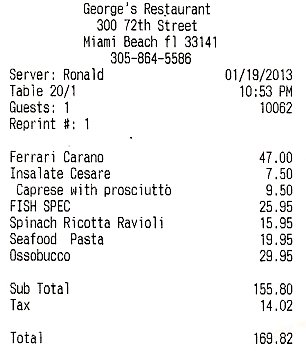 George's Restaurant
300 72th Street
Miami Beach fl 33141
305-864-5586
Server: Ronald 01/19/2013
Table 20/1 10:53 PM
Guests: 1 10062
Reprint #: 1
Ferrari Carano 47.00
Insalate Cesare 7.50
Caprese with prosciutto 9.50
FISH SPEC 25.95
Spinach Ricotta Ravioli 15.95
Seafood Pasta 19.95
Ossobucco 29.95
Sub Total 155.80
Tax 14.02
Total 169.82